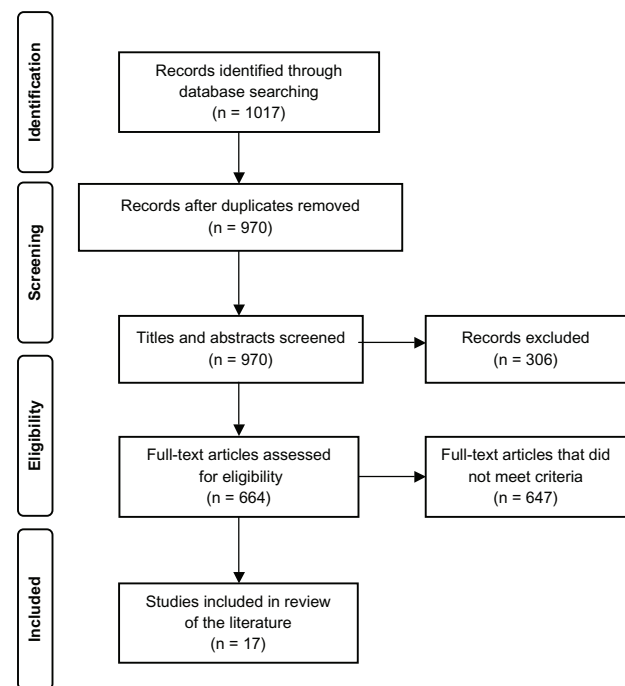 Identification
Records identified through
database searching
(n = 1017)
Screening
Records after duplicates removed
(n = 970)
Titles and abstracts screened
(n = 970)
Records excluded
(n = 306)
Eligibility
Full-text articles assessed
for eligibility
(n = 664)
Full-text articles that did
not meet criteria
(n = 647)
Included
Studies included in review
of the literature
(n = 17)